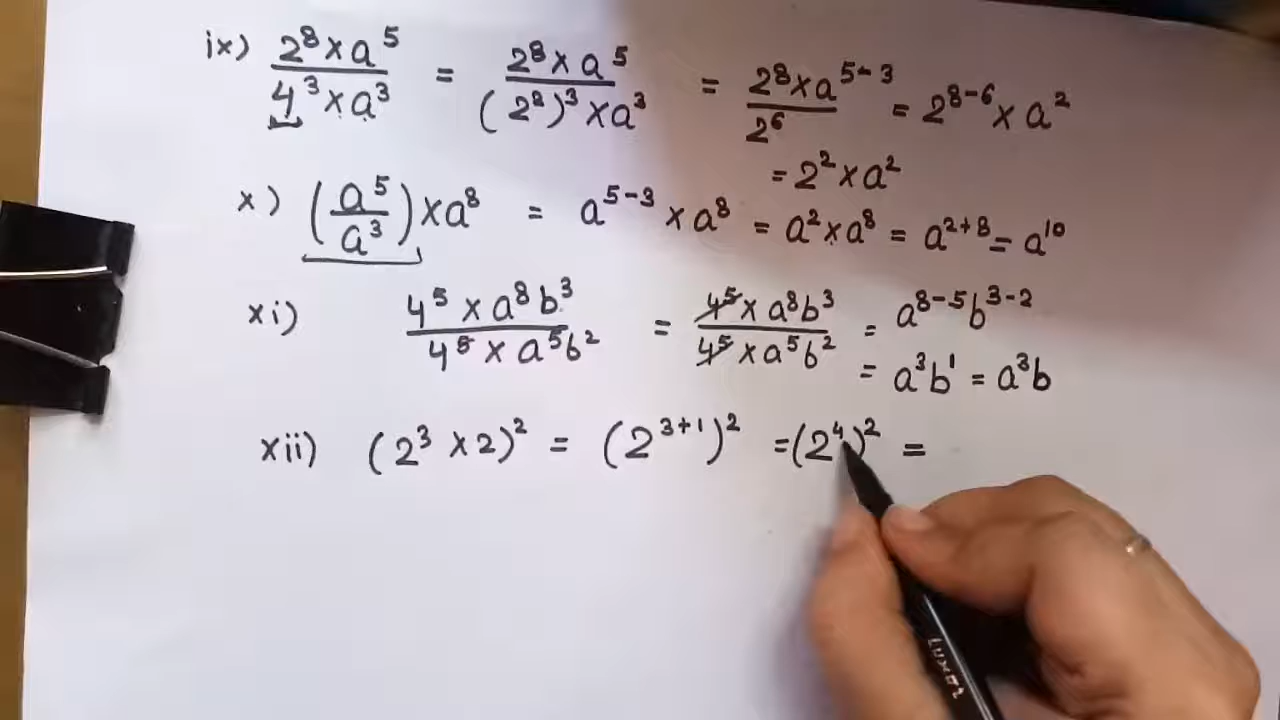 ix) 2⁸ × a⁵ / 4³ × a³ = 2⁸ × a⁵ / (2²)³ × a³ = 2⁸ × a⁵⁻³ / 2⁶ = 2⁸⁻⁶ × a²
= 2² × a²
x) (a⁵/a³) × a⁸ = a⁵⁻³ × a⁸ = a² × a⁸ = a²⁺⁸ = a¹⁰
xi) 4⁵ × a⁸b³ / 4⁵ × a⁵b² = 4⁵ × a⁸b³ / 4⁵ × a⁵b² = a⁸⁻⁵b³⁻²
= a³b¹ = a³b
xii) (2³ × 2)² = (2³⁺¹)² = (2⁴)² =
LUXOR